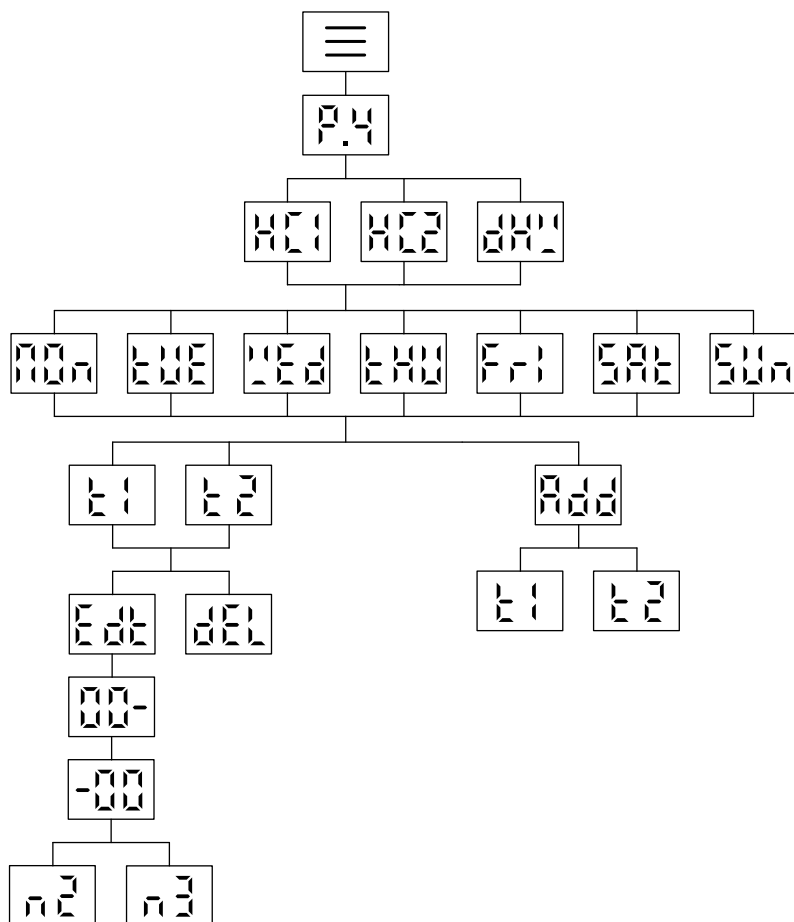 P.4
HC1 HC2 dHW
MOn tUE WEd tHU FrI SAt SUn
t1 t2 Add
t1 t2
Edt dEL
00-
-00
n2 n3